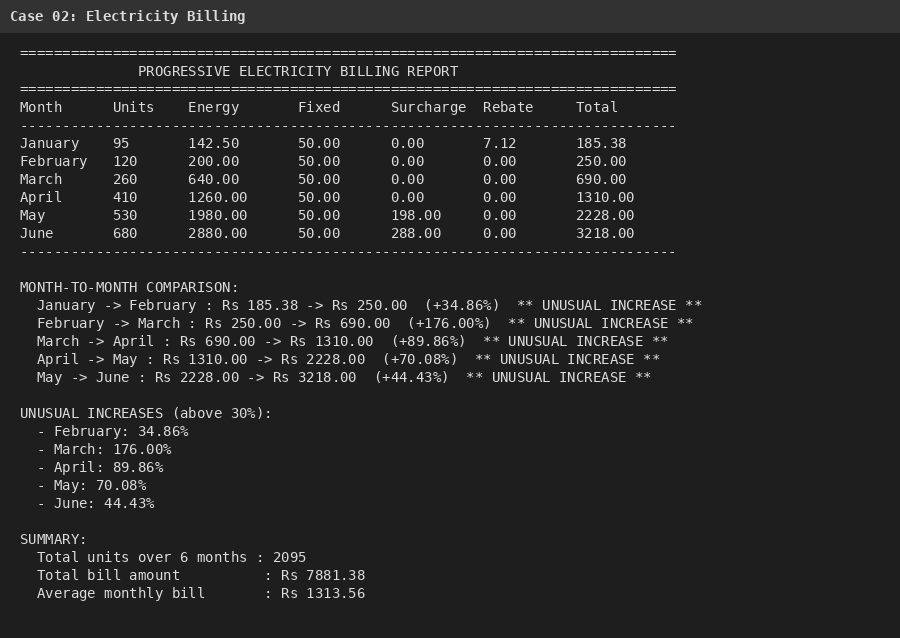 Case 02: Electricity Billing
==============================================================================
PROGRESSIVE ELECTRICITY BILLING REPORT
==============================================================================
Month      Units    Energy       Fixed      Surcharge  Rebate     Total
------------------------------------------------------------------------------
January    95       142.50       50.00      0.00       7.12       185.38
February   120      200.00       50.00      0.00       0.00       250.00
March      260      640.00       50.00      0.00       0.00       690.00
April      410      1260.00      50.00      0.00       0.00       1310.00
May        530      1980.00      50.00      198.00     0.00       2228.00
June       680      2880.00      50.00      288.00     0.00       3218.00
------------------------------------------------------------------------------
MONTH-TO-MONTH COMPARISON:
January -> February : Rs 185.38 -> Rs 250.00  (+34.86%)  ** UNUSUAL INCREASE **
February -> March : Rs 250.00 -> Rs 690.00  (+176.00%)  ** UNUSUAL INCREASE **
March -> April : Rs 690.00 -> Rs 1310.00  (+89.86%)  ** UNUSUAL INCREASE **
April -> May : Rs 1310.00 -> Rs 2228.00  (+70.08%)  ** UNUSUAL INCREASE **
May -> June : Rs 2228.00 -> Rs 3218.00  (+44.43%)  ** UNUSUAL INCREASE **
UNUSUAL INCREASES (above 30%):
- February: 34.86%
- March: 176.00%
- April: 89.86%
- May: 70.08%
- June: 44.43%
SUMMARY:
Total units over 6 months : 2095
Total bill amount          : Rs 7881.38
Average monthly bill       : Rs 1313.56